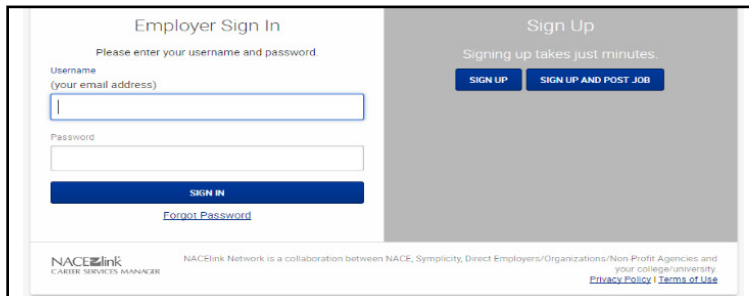 Employer Sign In
Please enter your username and password.
Username
(your email address)
Password
SIGN IN
Forgot Password
Sign Up
Signing up takes just minutes.
SIGN UP
SIGN UP AND POST JOB
NACElink
CAREER SERVICES MANAGER
NACElink Network is a collaboration between NACE, Symplicity, Direct Employers/Organizations/Non-Profit Agencies and
your college/university.
Privacy Policy | Terms of Use